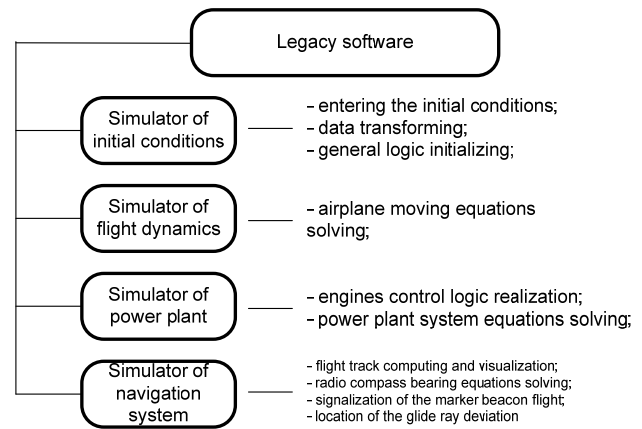 Legacy software
Simulator of
initial conditions
– entering the initial conditions;
– data transforming;
– general logic initializing;
Simulator of
flight dynamics
– airplane moving equations
solving;
Simulator of
power plant
– engines control logic realization;
– power plant system equations solving;
Simulator of
navigation
system
– flight track computing and visualization;
– radio compass bearing equations solving;
– signalization of the marker beacon flight;
– location of the glide ray deviation